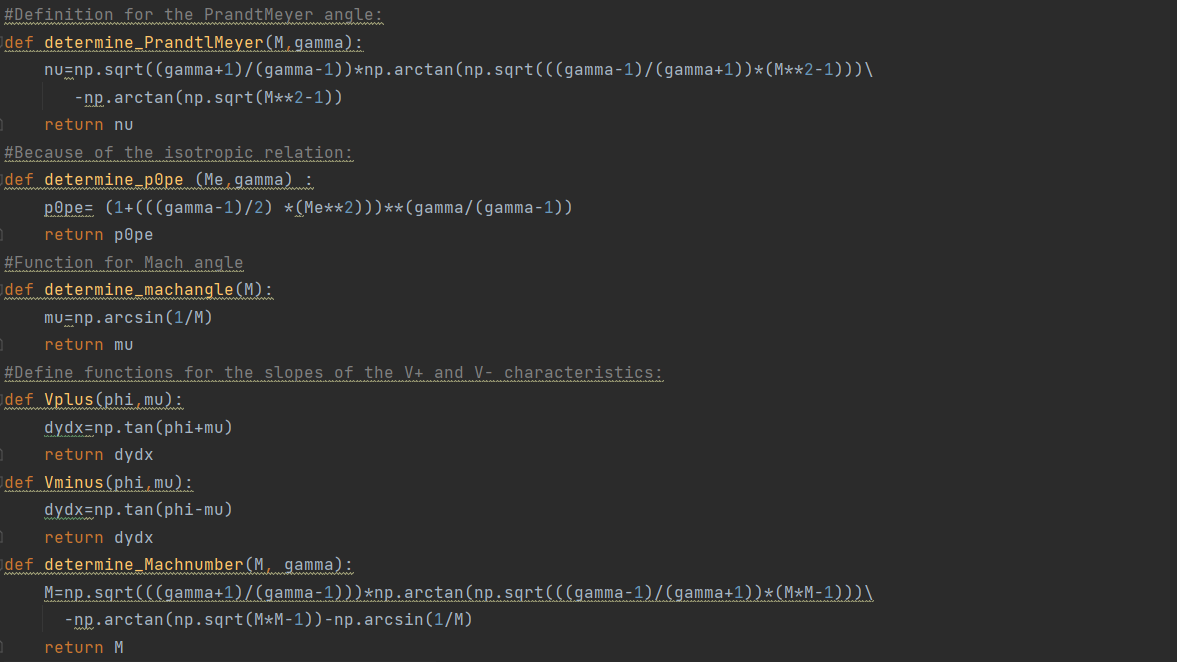 #Definition for the PrandtMeyer angle:
def determine_PrandtlMeyer(M,gamma):
    nu=np.sqrt((gamma+1)/(gamma-1))*np.arctan(np.sqrt(((gamma-1)/(gamma+1))*(M**2-1)))\
       -np.arctan(np.sqrt(M**2-1))
    return nu
#Because of the isotropic relation:
def determine_p0pe (Me,gamma) :
    p0pe= (1+(((gamma-1)/2) *(Me**2)))**(gamma/(gamma-1))
    return p0pe
#Function for Mach angle
def determine_machangle(M):
    mu=np.arcsin(1/M)
    return mu
#Define functions for the slopes of the V+ and V- characteristics:
def Vplus(phi,mu):
    dydx=np.tan(phi+mu)
    return dydx
def Vminus(phi,mu):
    dydx=np.tan(phi-mu)
    return dydx
def determine_Machnumber(M, gamma):
    M=np.sqrt(((gamma+1)/(gamma-1)))*np.arctan(np.sqrt(((gamma-1)/(gamma+1))*(M*M-1)))\
      -np.arctan(np.sqrt(M*M-1))-np.arcsin(1/M)
    return M